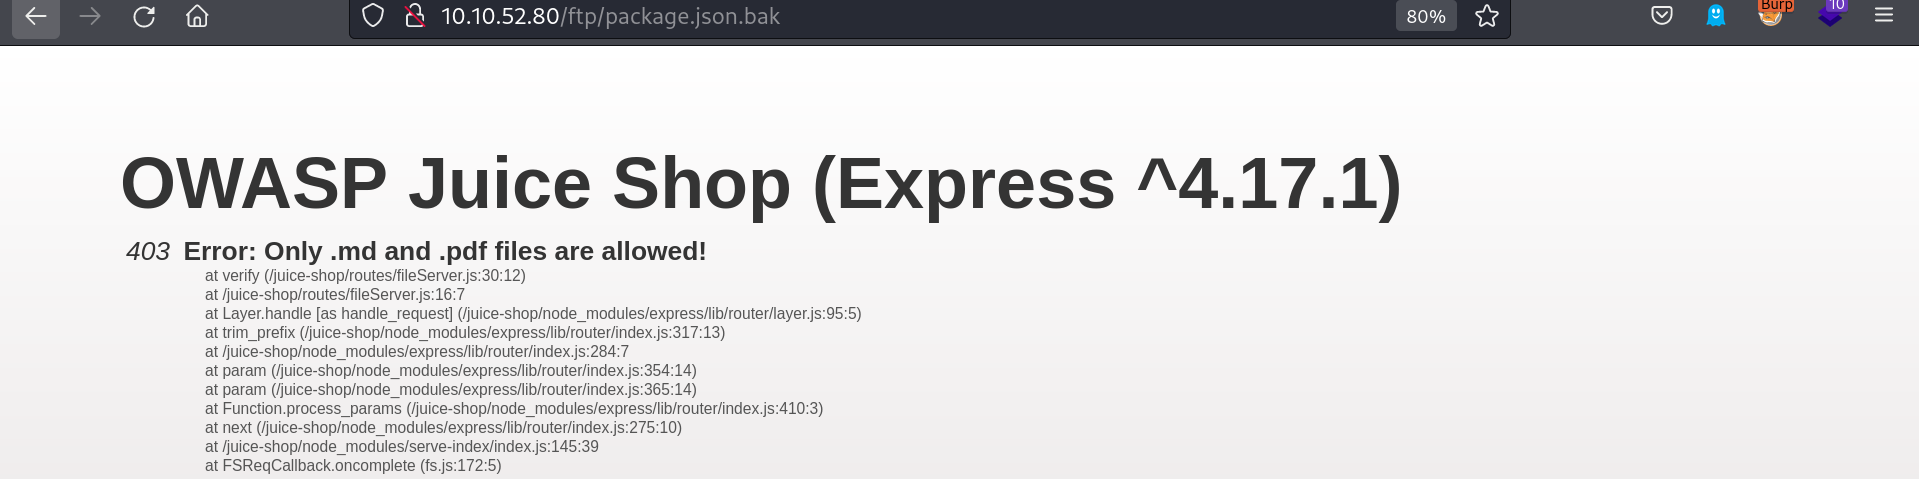 10.10.52.80/ftp/package.json.bak
80%
Burp
10
OWASP Juice Shop (Express ^4.17.1)
403 Error: Only .md and .pdf files are allowed!
at verify (/juice-shop/routes/fileServer.js:30:12)
at /juice-shop/routes/fileServer.js:16:7
at Layer.handle [as handle_request] (/juice-shop/node_modules/express/lib/router/layer.js:95:5)
at trim_prefix (/juice-shop/node_modules/express/lib/router/index.js:317:13)
at /juice-shop/node_modules/express/lib/router/index.js:284:7
at param (/juice-shop/node_modules/express/lib/router/index.js:354:14)
at param (/juice-shop/node_modules/express/lib/router/index.js:365:14)
at Function.process_params (/juice-shop/node_modules/express/lib/router/index.js:410:3)
at next (/juice-shop/node_modules/express/lib/router/index.js:275:10)
at /juice-shop/node_modules/serve-index/index.js:145:39
at FSReqCallback.oncomplete (fs.js:172:5)